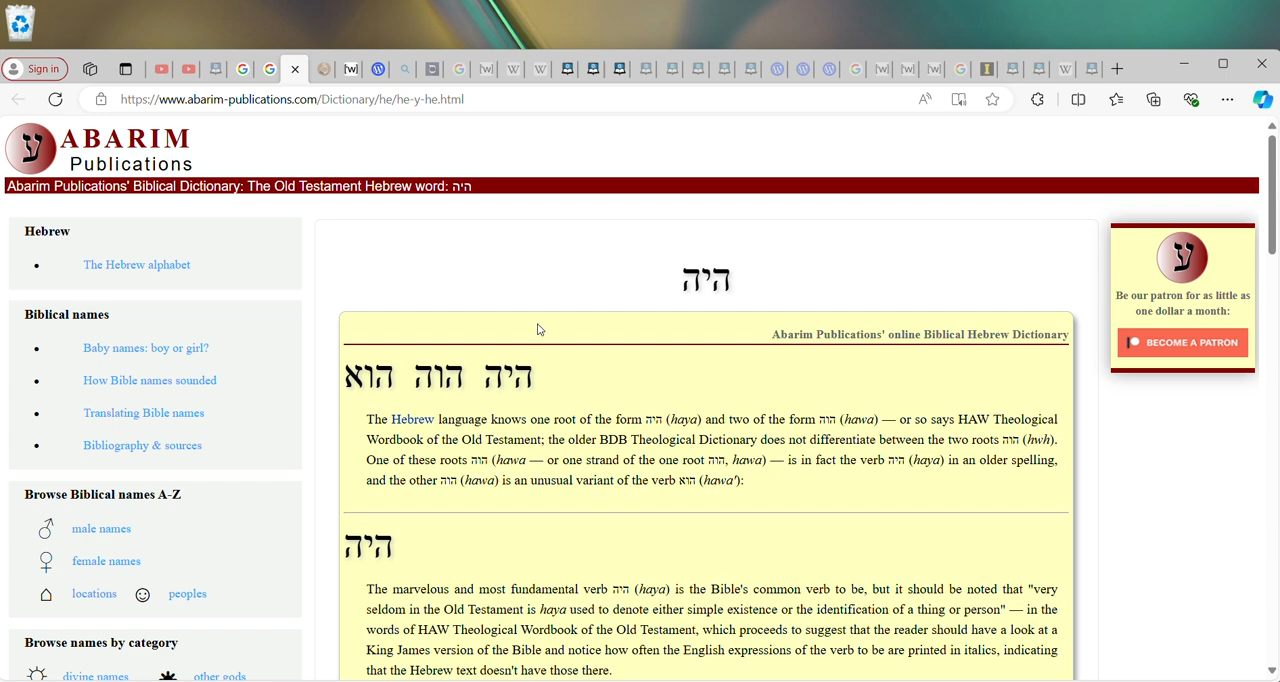 Sign in
https://www.abarim-publications.com/Dictionary/he/he-y-he.html
ע ABARIM
Publications
Abarim Publications' Biblical Dictionary: The Old Testament Hebrew word: היה
Hebrew
• The Hebrew alphabet
Biblical names
• Baby names: boy or girl?
• How Bible names sounded
• Translating Bible names
• Bibliography & sources
Browse Biblical names A-Z
♂ male names
♀ female names
locations peoples
Browse names by category
divine names other gods
היה
Abarim Publications' online Biblical Hebrew Dictionary
היה הוה הוא
The Hebrew language knows one root of the form היה (haya) and two of the form הוה (hawa) — or so says HAW Theological
Wordbook of the Old Testament; the older BDB Theological Dictionary does not differentiate between the two roots הוה (hwh).
One of these roots הוה (hawa — or one strand of the one root הוה, hawa) — is in fact the verb היה (haya) in an older spelling,
and the other הוה (hawa) is an unusual variant of the verb הוא (hawa'):
היה
The marvelous and most fundamental verb היה (haya) is the Bible's common verb to be, but it should be noted that "very
seldom in the Old Testament is haya used to denote either simple existence or the identification of a thing or person" — in the
words of HAW Theological Wordbook of the Old Testament, which proceeds to suggest that the reader should have a look at a
King James version of the Bible and notice how often the English expressions of the verb to be are printed in italics, indicating
that the Hebrew text doesn't have those there.
ע
Be our patron for as little as
one dollar a month:
BECOME A PATRON